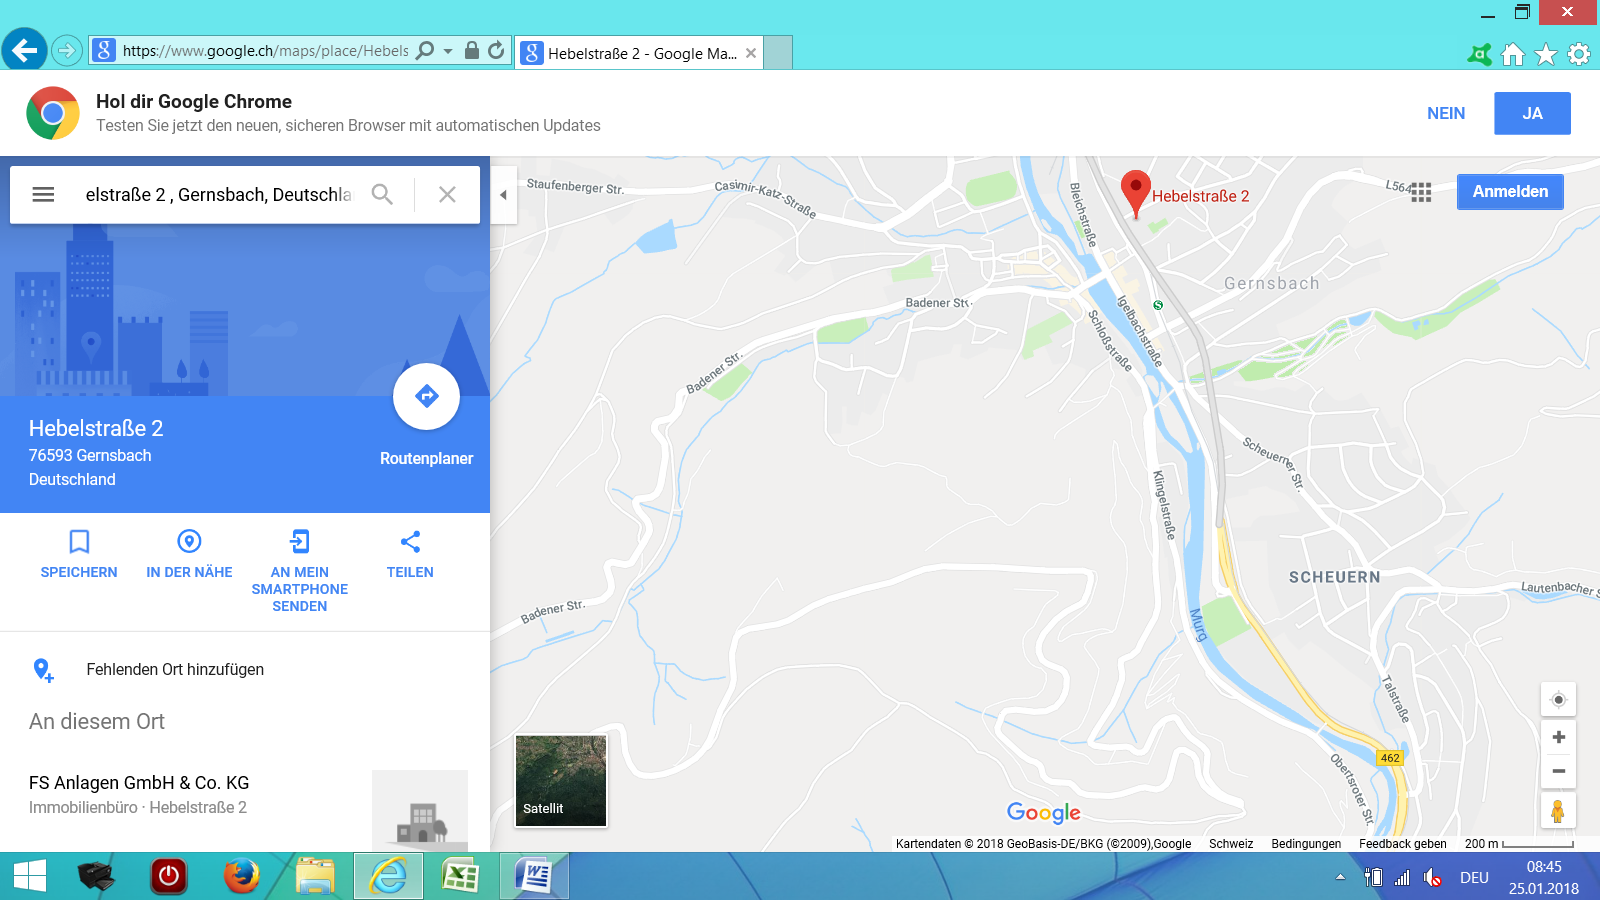 https://www.google.ch/maps/place/Hebels
Hebelstraße 2 - Google Ma...
Hol dir Google Chrome
Testen Sie jetzt den neuen, sicheren Browser mit automatischen Updates
NEIN
JA
elstraße 2 , Gernsbach, Deutschla
Hebelstraße 2
76593 Gernsbach
Deutschland
Routenplaner
SPEICHERN
IN DER NÄHE
AN MEIN
SMARTPHONE
SENDEN
TEILEN
Fehlenden Ort hinzufügen
An diesem Ort
FS Anlagen GmbH & Co. KG
Immobilienbüro · Hebelstraße 2
Staufenberger Str.
Casimir-Katz-Straße
Bleichstraße
Hebelstraße 2
L564
Anmelden
Gernsbach
Badener Str.
Igelbachstraße
Schloßstraße
S
Badener Str.
Scheuerner Str.
Klingelstraße
SCHEUERN
Lautenbacher S
Badener Str.
Murg
Talstraße
462
Obertsroter Str.
Satellit
Google
Kartendaten © 2018 GeoBasis-DE/BKG (©2009),Google
Schweiz
Bedingungen
Feedback geben
200 m
DEU
08:45
25.01.2018